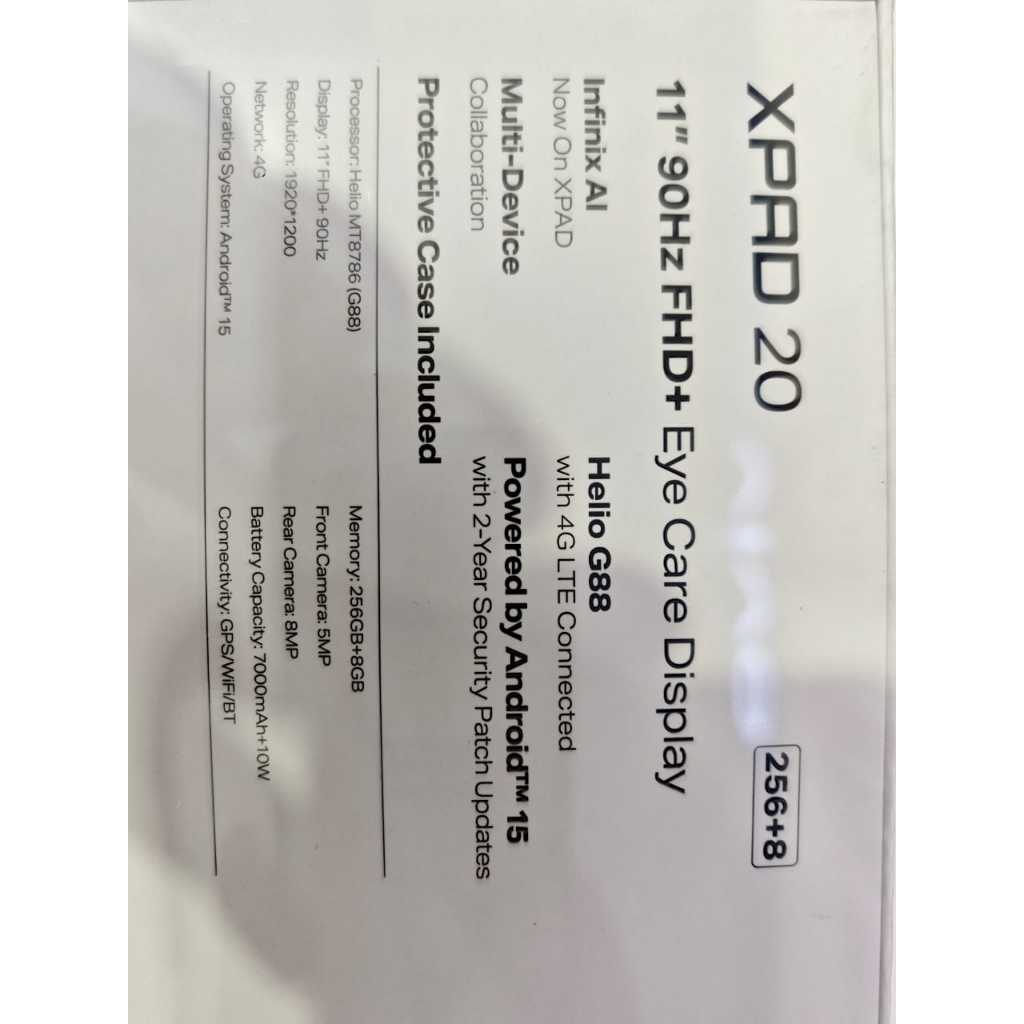 XPAD 20
256+8
11" 90Hz FHD+ Eye Care Display
Infinix AI
Now On XPAD
Helio G88
with 4G LTE Connected
Multi-Device
Collaboration
Powered by Android™ 15
with 2-Year Security Patch Updates
Protective Case Included
Processor: Helio MT8786 (G88)
Memory: 256GB+8GB
Display: 11" FHD+ 90Hz
Front Camera: 5MP
Resolution: 1920*1200
Rear Camera: 8MP
Network: 4G
Battery Capacity: 7000mAh+10W
Operating System: Android™ 15
Connectivity: GPS/WiFi/BT